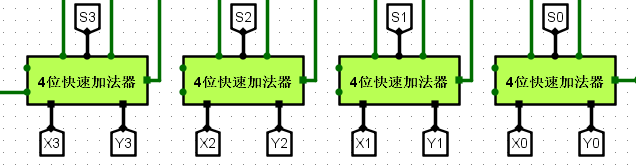 S3 S2 S1 S0
4位快速加法器 4位快速加法器 4位快速加法器 4位快速加法器
X3 Y3 X2 Y2 X1 Y1 X0 Y0